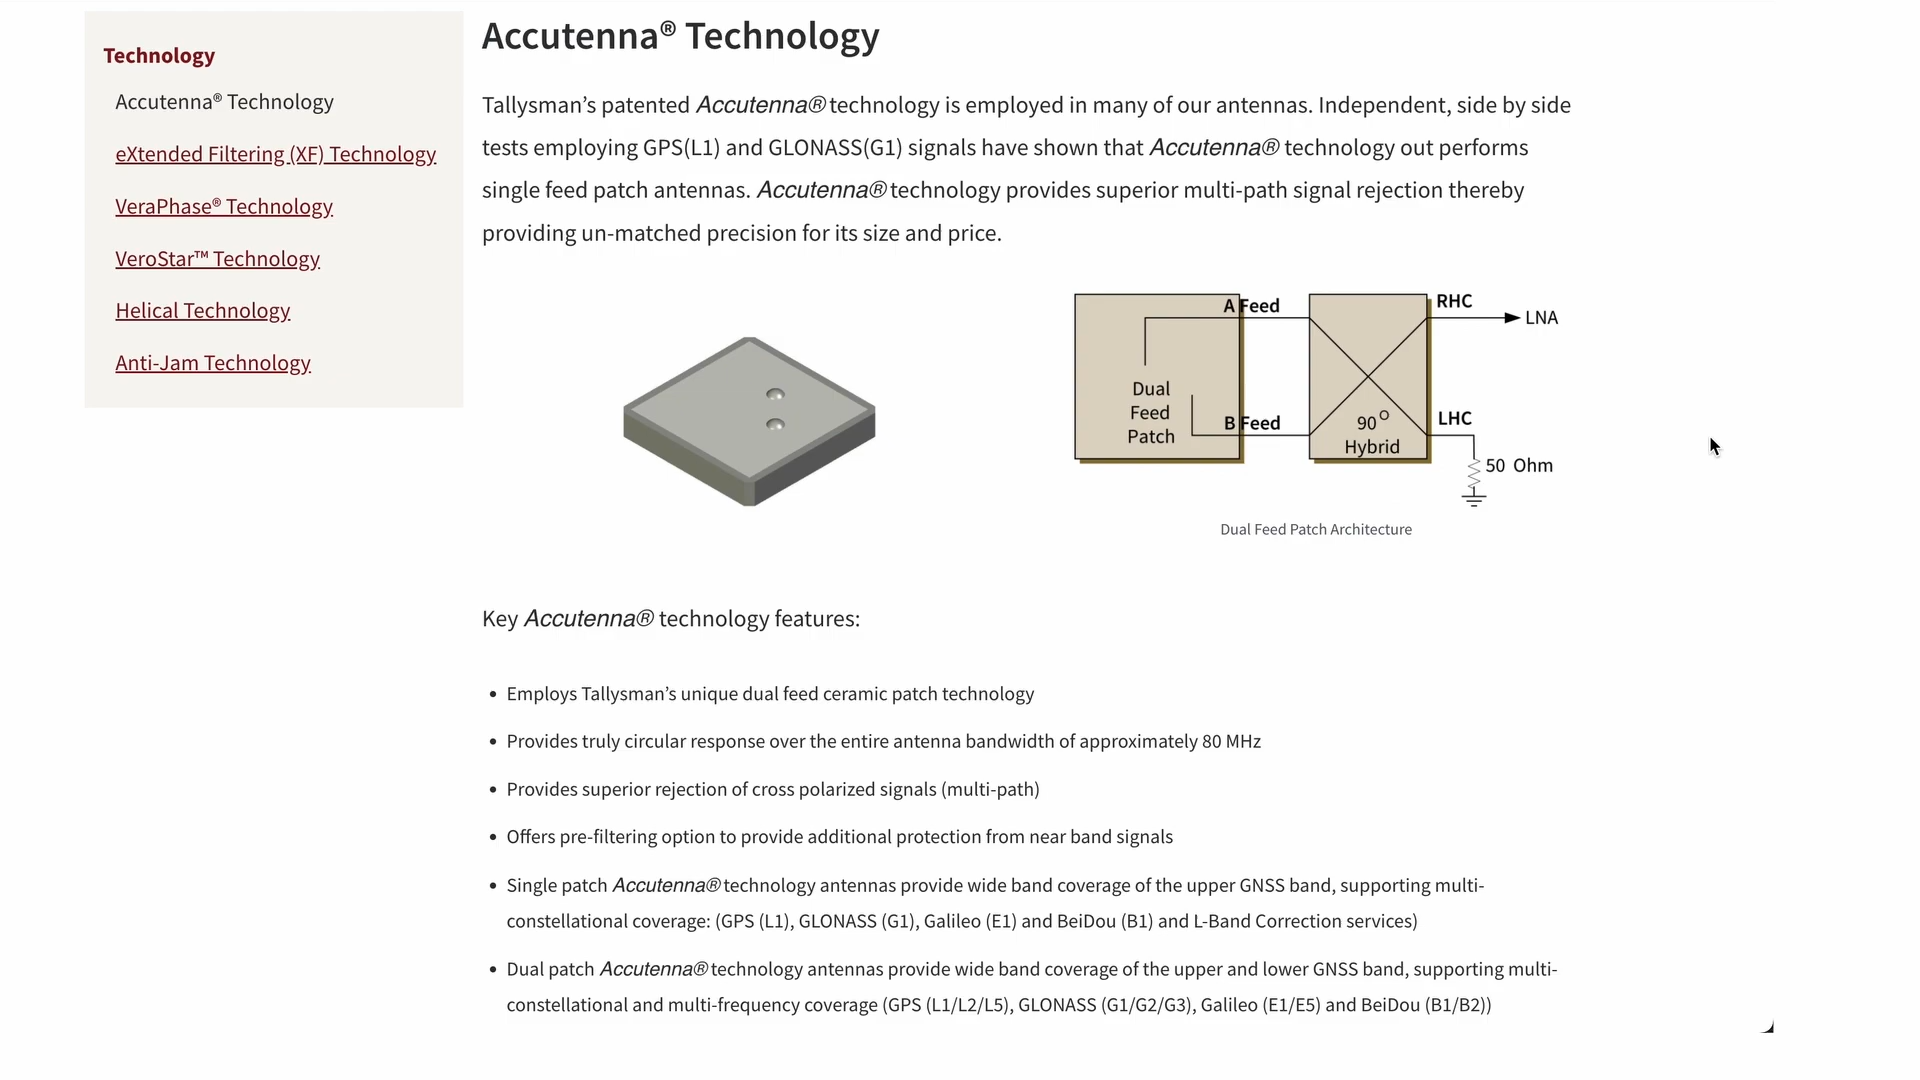 Technology
Accutenna® Technology
eXtended Filtering (XF) Technology
VeraPhase® Technology
VeroStar™ Technology
Helical Technology
Anti-Jam Technology
Accutenna® Technology
Tallysman’s patented Accutenna® technology is employed in many of our antennas. Independent, side by side
tests employing GPS(L1) and GLONASS(G1) signals have shown that Accutenna® technology out performs
single feed patch antennas. Accutenna® technology provides superior multi-path signal rejection thereby
providing un-matched precision for its size and price.
A Feed
RHC
LNA
Dual
Feed
Patch
B Feed
90°
Hybrid
LHC
50 Ohm
Dual Feed Patch Architecture
Key Accutenna® technology features:
• Employs Tallysman’s unique dual feed ceramic patch technology
• Provides truly circular response over the entire antenna bandwidth of approximately 80 MHz
• Provides superior rejection of cross polarized signals (multi-path)
• Offers pre-filtering option to provide additional protection from near band signals
• Single patch Accutenna® technology antennas provide wide band coverage of the upper GNSS band, supporting multi-
constellational coverage: (GPS (L1), GLONASS (G1), Galileo (E1) and BeiDou (B1) and L-Band Correction services)
• Dual patch Accutenna® technology antennas provide wide band coverage of the upper and lower GNSS band, supporting multi-
constellational and multi-frequency coverage (GPS (L1/L2/L5), GLONASS (G1/G2/G3), Galileo (E1/E5) and BeiDou (B1/B2))